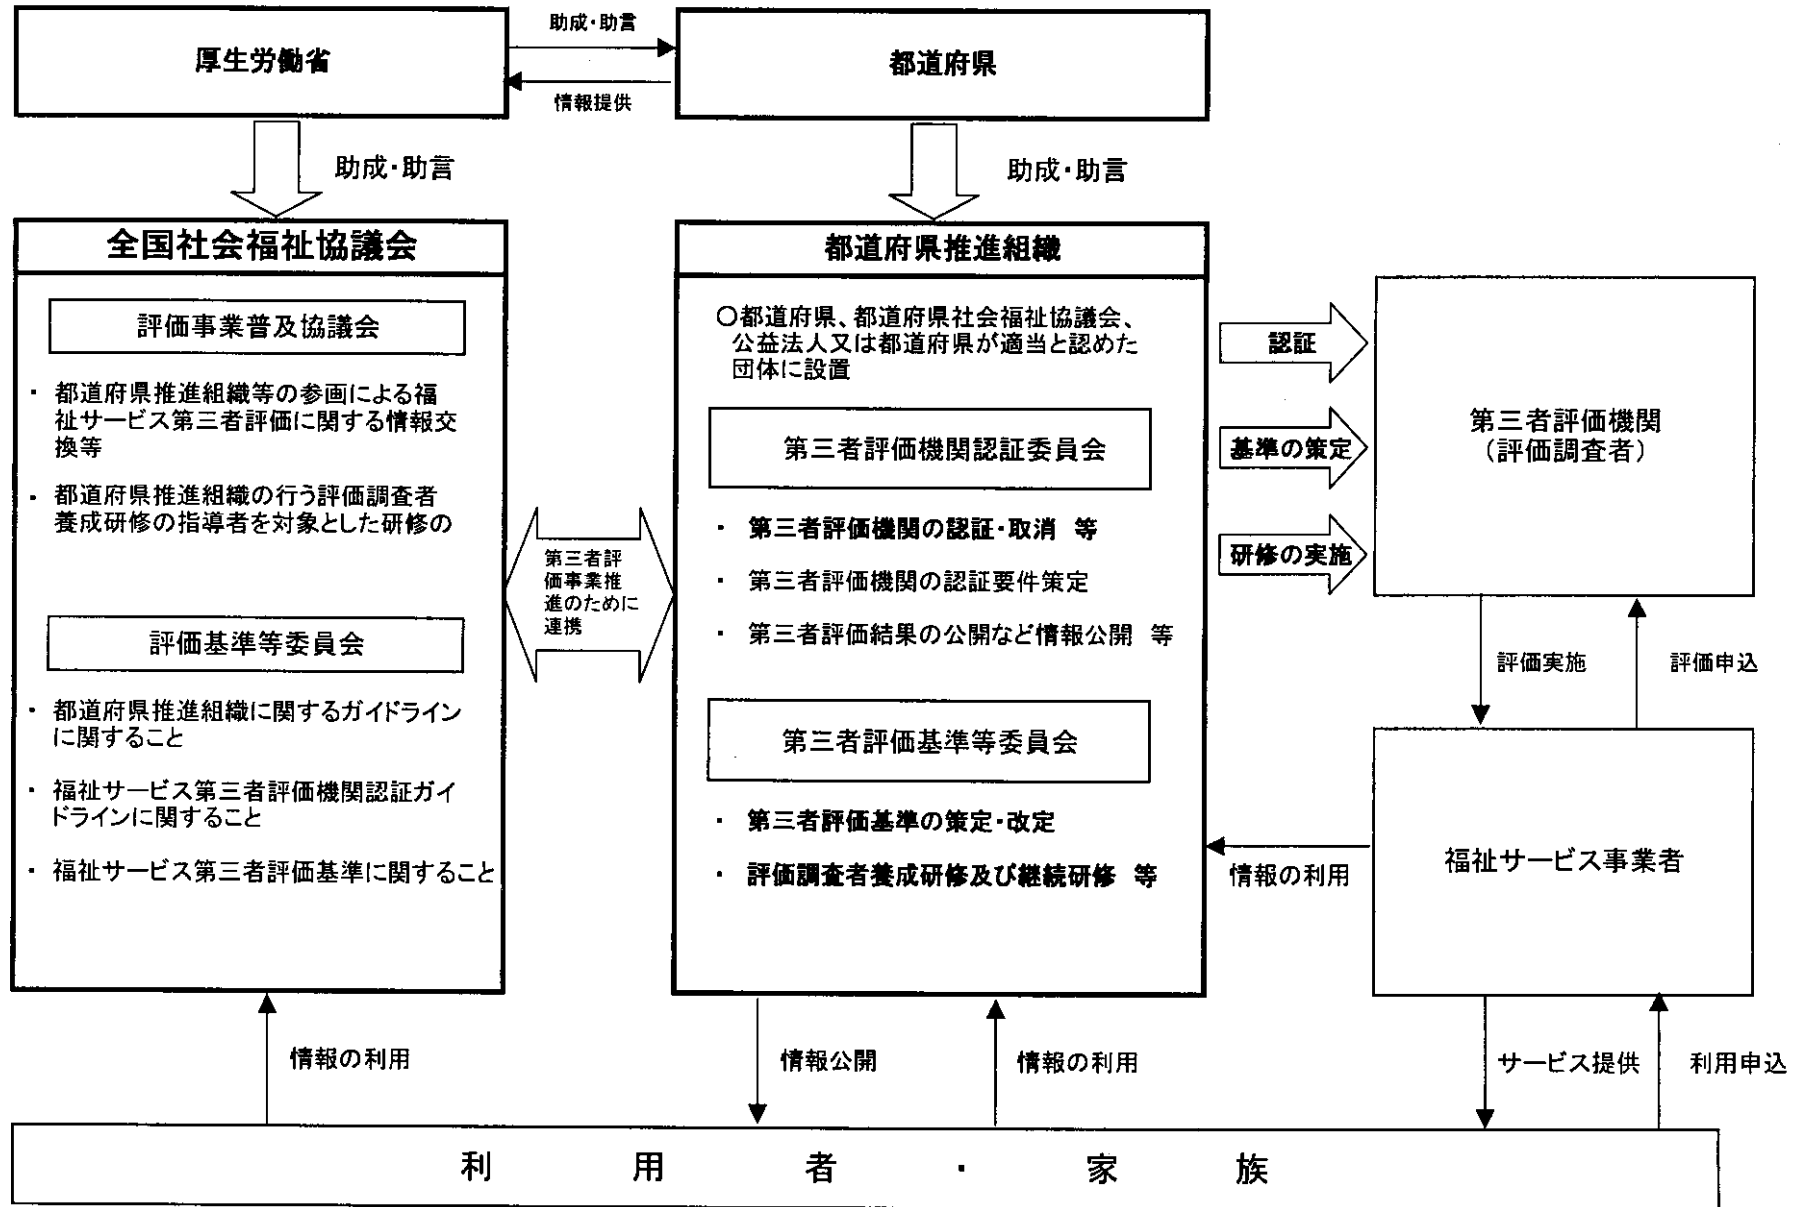 助成・助言
厚生労働省
都道府県
情報提供
助成・助言
助成・助言
全国社会福祉協議会
評価事業普及協議会
・ 都道府県推進組織等の参画による福
祉サービス第三者評価に関する情報交
換等
・ 都道府県推進組織の行う評価調査者
養成研修の指導者を対象とした研修の
評価基準等委員会
・ 都道府県推進組織に関するガイドライン
に関すること
・ 福祉サービス第三者評価機関認証ガイ
ドラインに関すること
・ 福祉サービス第三者評価基準に関すること
第三者評
価事業推
進のために
連携
都道府県推進組織
〇都道府県、都道府県社会福祉協議会、
公益法人又は都道府県が適当と認めた
団体に設置
第三者評価機関認証委員会
・ 第三者評価機関の認証・取消 等
・ 第三者評価機関の認証要件策定
・ 第三者評価結果の公開など情報公開 等
第三者評価基準等委員会
・ 第三者評価基準の策定・改定
・ 評価調査者養成研修及び継続研修 等
認証
基準の策定
研修の実施
第三者評価機関
（評価調査者）
評価実施
評価申込
情報の利用
福祉サービス事業者
情報の利用
情報公開
情報の利用
サービス提供
利用申込
利用者・家族